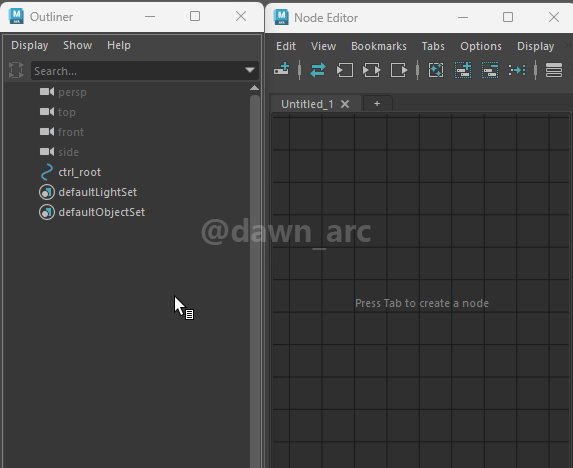 Outliner
Display Show Help
Search...
persp
top
front
side
ctrl_root
defaultLightSet
defaultObjectSet
Node Editor
Edit View Bookmarks Tabs Options Display
Untitled_1 +
Press Tab to create a node
@dawn_arc